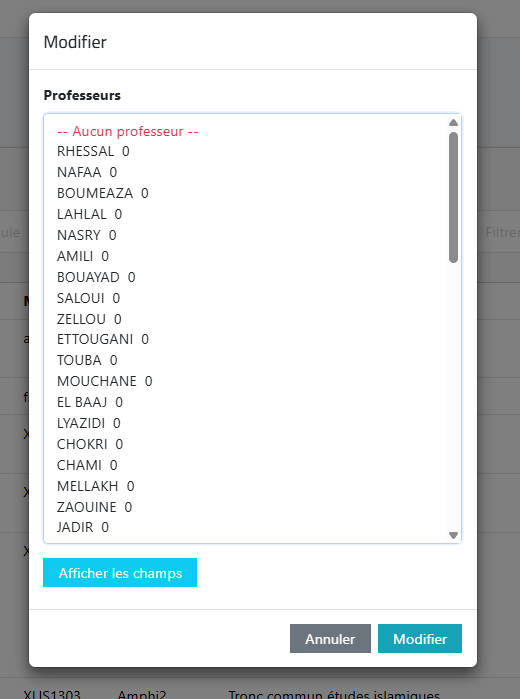 Modifier
Professeurs
-- Aucun professeur --
RHESSAL 0
NAFAA 0
BOUMEAZA 0
LAHLAL 0
ule
Filtrer
NASRY 0
AMILI 0
BOUAYAD 0
SALOUI 0
ZELLOU 0
ETTOUGANI 0
TOUBA 0
MOUCHANE 0
EL BAAJ 0
LYAZIDI 0
CHOKRI 0
CHAMI 0
MELLAKH 0
ZAOUINE 0
JADIR 0
Afficher les champs
Annuler
Modifier
XLIS1303 Amphi2 Tronc commun études islamiques